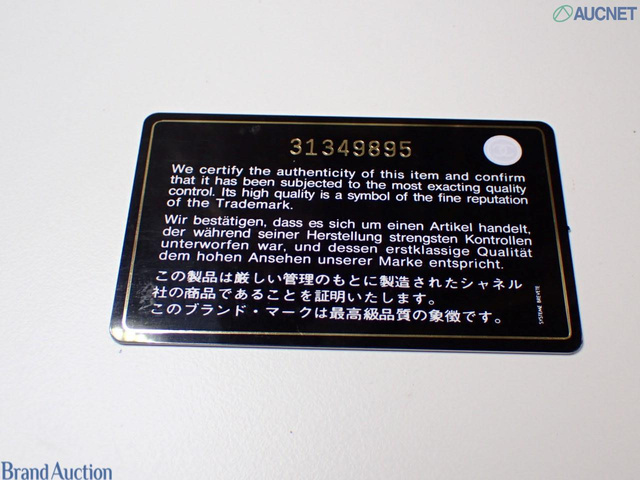 AUCNET
31349895
We certify the authenticity of this item and confirm
that it has been subjected to the most exacting quality
control. Its high quality is a symbol of the fine reputation
of the Trademark.
Wir bestätigen, dass es sich um einen Artikel handelt,
der während seiner Herstellung strengsten Kontrollen
unterworfen war, und dessen erstklassige Qualität
dem hohen Ansehen unserer Marke entspricht.
この製品は厳しい管理のもとに製造されたシャネル
社の商品であることを証明いたします。
このブランド・マークは最高級品質の象徴です。
SYSTEME BREVETE
Brand Auction